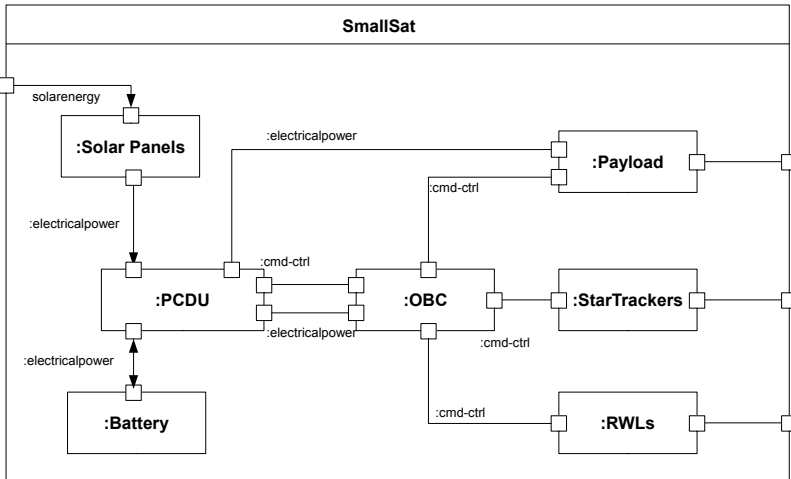 SmallSat
solarenergy
:Solar Panels
:electricalpower
:Payload
:cmd-ctrl
:electricalpower
:cmd-ctrl
:PCDU
:OBC
:StarTrackers
:electricalpower
:cmd-ctrl
:electricalpower
:Battery
:cmd-ctrl
:RWLs